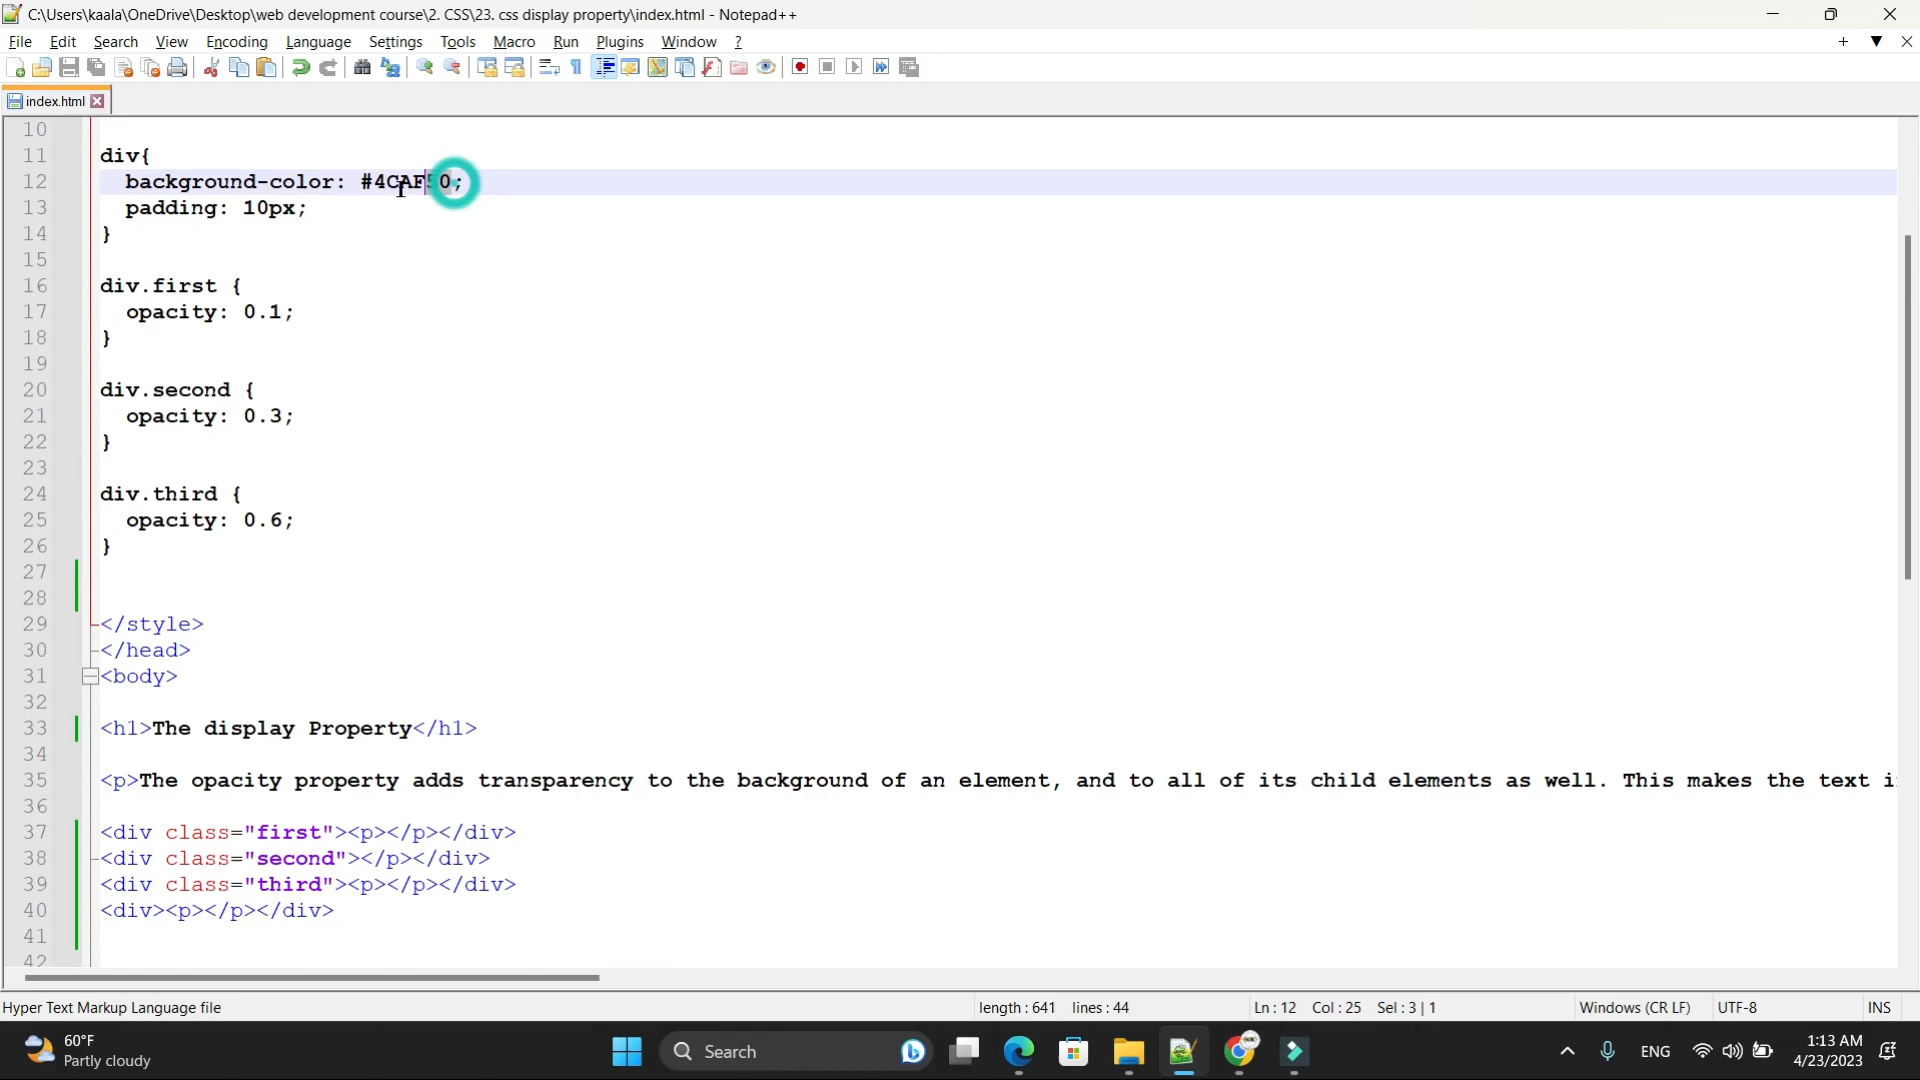 C:\Users\kaala\OneDrive\Desktop\web development course\2. CSS\23. css display property\index.html - Notepad++
File Edit Search View Encoding Language Settings Tools Macro Run Plugins Window ?
index.html
10
11 div{
12 background-color: #4CAF50;
13 padding: 10px;
14 }
15
16 div.first {
17 opacity: 0.1;
18 }
19
20 div.second {
21 opacity: 0.3;
22 }
23
24 div.third {
25 opacity: 0.6;
26 }
27
28
29 </style>
30 </head>
31 <body>
32
33 <h1>The display Property</h1>
34
35 <p>The opacity property adds transparency to the background of an element, and to all of its child elements as well. This makes the text i
36
37 <div class="first"><p></p></div>
38 <div class="second"></p></div>
39 <div class="third"><p></p></div>
40 <div><p></p></div>
41
42
Hyper Text Markup Language file length : 641 lines : 44 Ln : 12 Col : 25 Sel : 3 | 1 Windows (CR LF) UTF-8 INS
60°F
Partly cloudy
Search
ENG
1:13 AM
4/23/2023